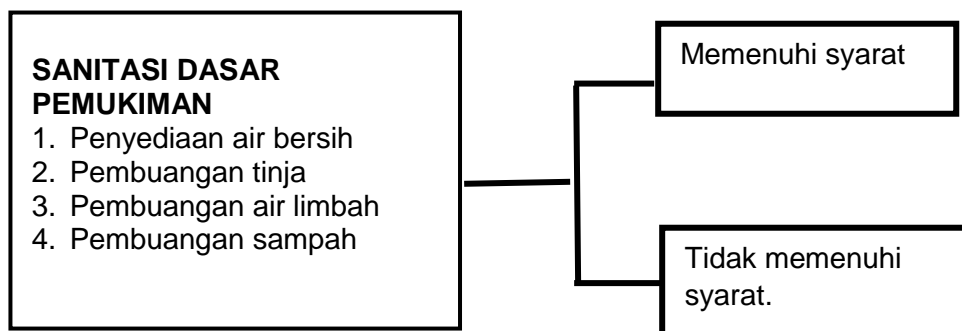 SANITASI DASAR
PEMUKIMAN
1. Penyediaan air bersih
2. Pembuangan tinja
3. Pembuangan air limbah
4. Pembuangan sampah
Memenuhi syarat
Tidak memenuhi
syarat.